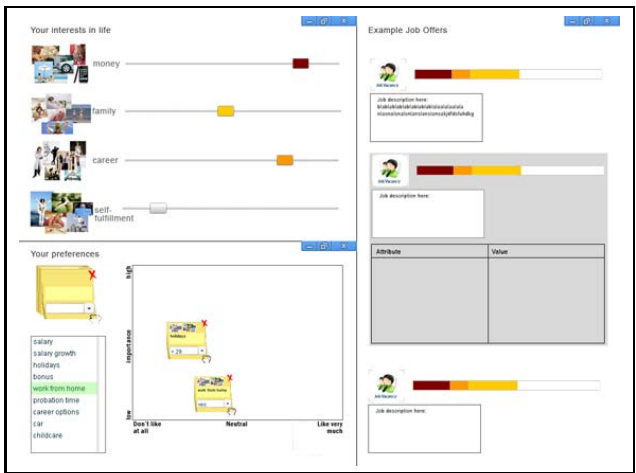 Your interests in life
money
family
career
self-
fulfillment
Your preferences
salary
salary growth
holidays
bonus
work from home
probation time
career options
car
childcare
high
importance
low
holidays
< 29
work from home
Don't like
at all
Neutral
Like very
much
Example Job Offers
Job Vacancy
Job description here:
Job Vacancy
Job description here:
Attribute
Value
Job Vacancy
Job description here: